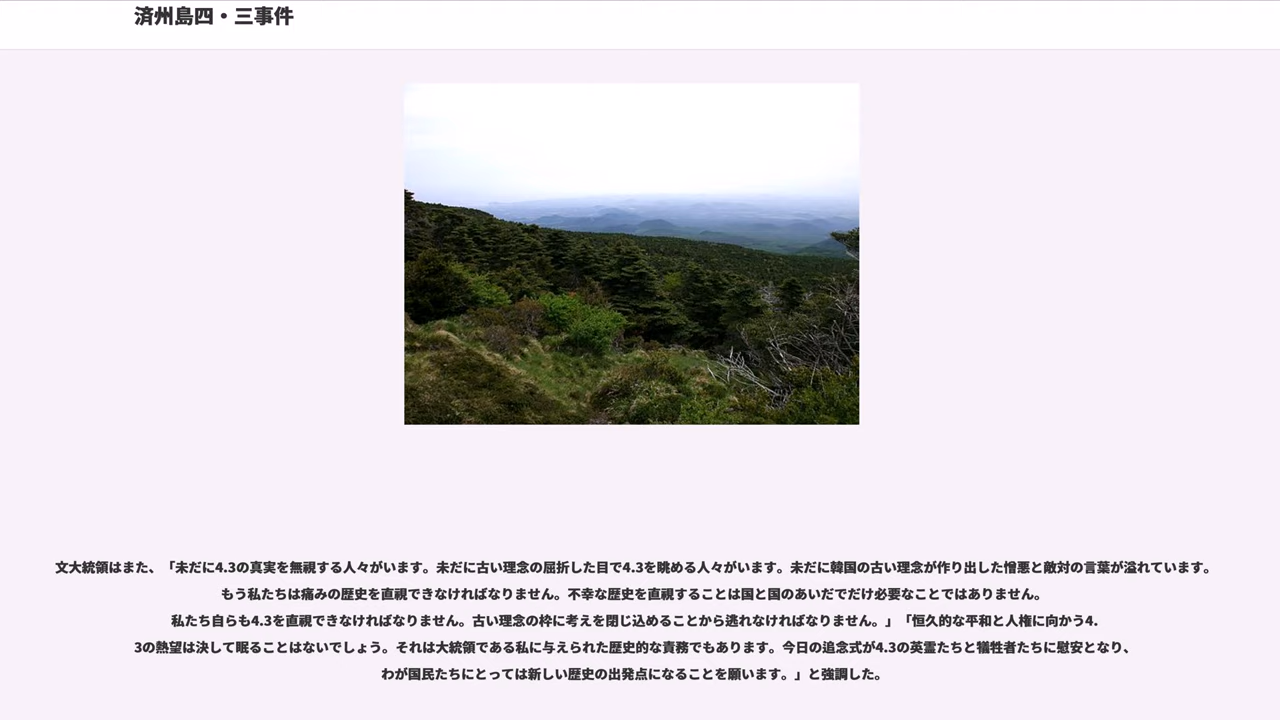 済州島四・三事件
文大統領はまた、「未だに4.3の真実を無視する人々がいます。未だに古い理念の屈折した目で4.3を眺める人々がいます。未だに韓国の古い理念が作り出した憎悪と敵対の言葉が溢れています。
もう私たちは痛みの歴史を直視できなければなりません。不幸な歴史を直視することは国と国のあいだでだけ必要なことではありません。
私たち自らも4.3を直視できなければなりません。古い理念の枠に考えを閉じ込めることから逃れなければなりません。」「恒久的な平和と人権に向かう4.
3の熱望は決して眠ることはないでしょう。それは大統領である私に与えられた歴史的な責務でもあります。今日の追念式が4.3の英霊たちと犠牲者たちに慰安となり、
わが国民たちにとっては新しい歴史の出発点になることを願います。」と強調した。